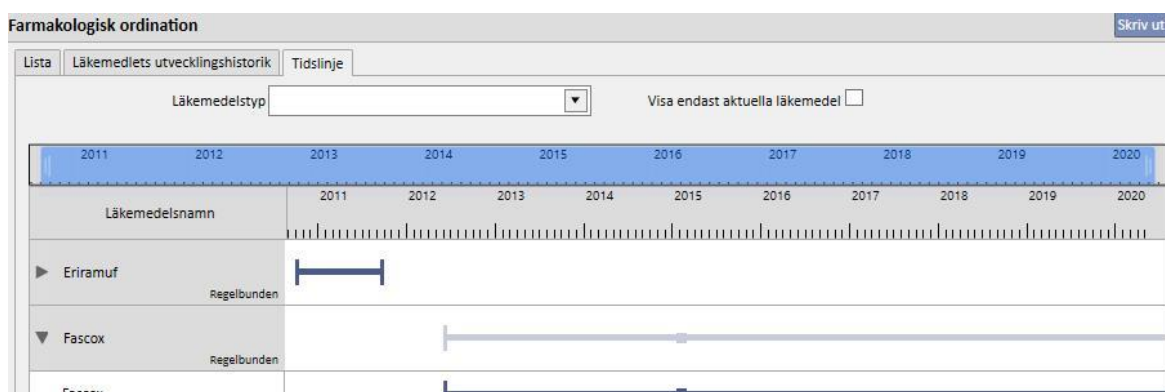 Farmakologisk ordination
Skriv ut
Lista Läkemedlets utvecklingshistorik Tidslinje
Läkemedelstyp Visa endast aktuella läkemedel
2011 2012 2013 2014 2015 2016 2017 2018 2019 2020
2011 2012 2013 2014 2015 2016 2017 2018 2019 2020
Läkemedelsnamn
Eriramuf
Regelbunden
Fascox
Regelbunden